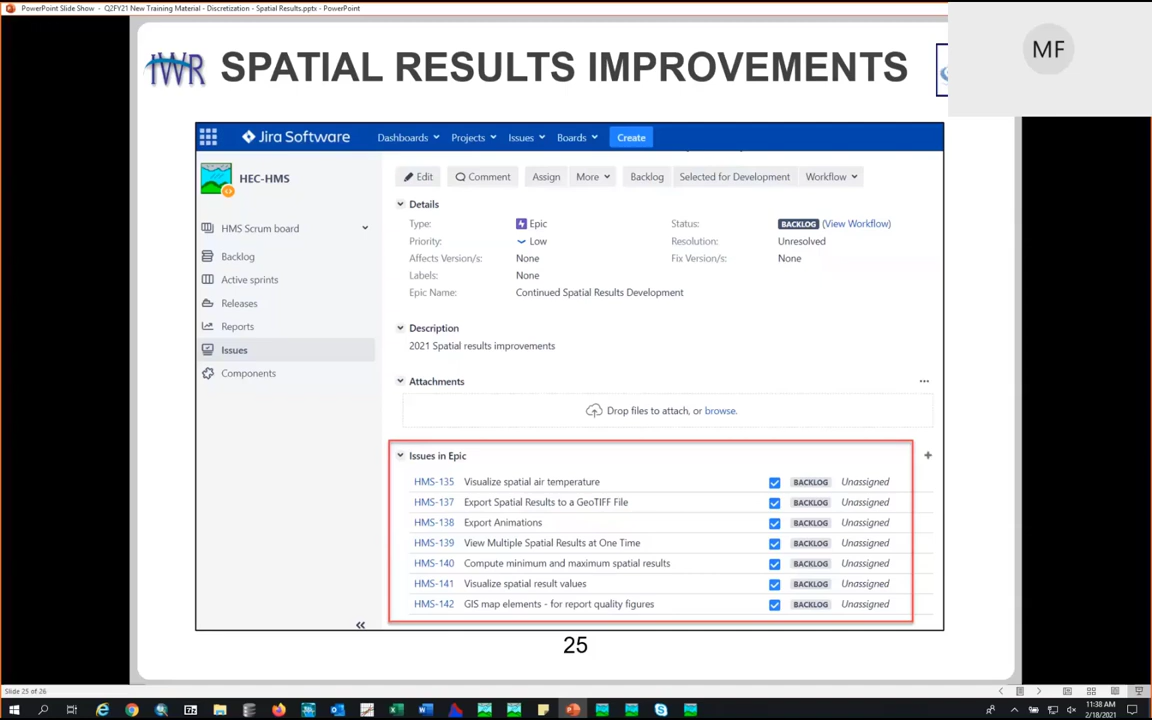 PowerPoint Slide Show - Q2FY21 New Training Material - Discretization - Spatial Results.pptx - PowerPoint
MF
IWR SPATIAL RESULTS IMPROVEMENTS
Jira Software Dashboards Projects Issues Boards Create
HEC-HMS
Edit Comment Assign More Backlog Selected for Development Workflow
HMS Scrum board
Backlog
Active sprints
Releases
Reports
Issues
Components
Details
Type: Epic Status: BACKLOG (View Workflow)
Priority: Low Resolution: Unresolved
Affects Version/s: None Fix Version/s: None
Labels: None
Epic Name: Continued Spatial Results Development
Description
2021 Spatial results improvements
Attachments
Drop files to attach, or browse.
Issues in Epic
HMS-135 Visualize spatial air temperature BACKLOG Unassigned
HMS-137 Export Spatial Results to a GeoTIFF File BACKLOG Unassigned
HMS-138 Export Animations BACKLOG Unassigned
HMS-139 View Multiple Spatial Results at One Time BACKLOG Unassigned
HMS-140 Compute minimum and maximum spatial results BACKLOG Unassigned
HMS-141 Visualize spatial result values BACKLOG Unassigned
HMS-142 GIS map elements - for report quality figures BACKLOG Unassigned
25
Slide 25 of 26
11:38 AM
2/18/2021